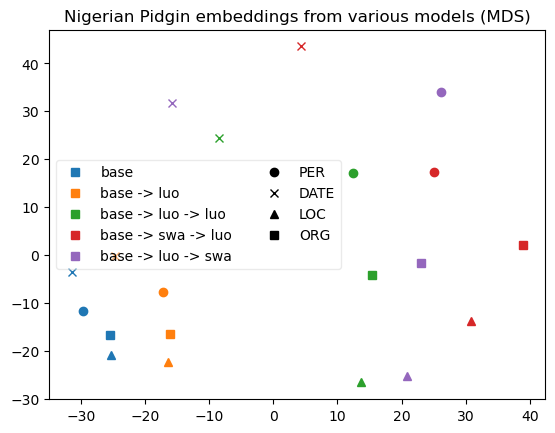 Nigerian Pidgin embeddings from various models (MDS)
40
30
20
10
0
−10
−20
−30
base
base -> luo
base -> luo -> luo
base -> swa -> luo
base -> luo -> swa
PER
DATE
LOC
ORG
−30 −20 −10 0 10 20 30 40